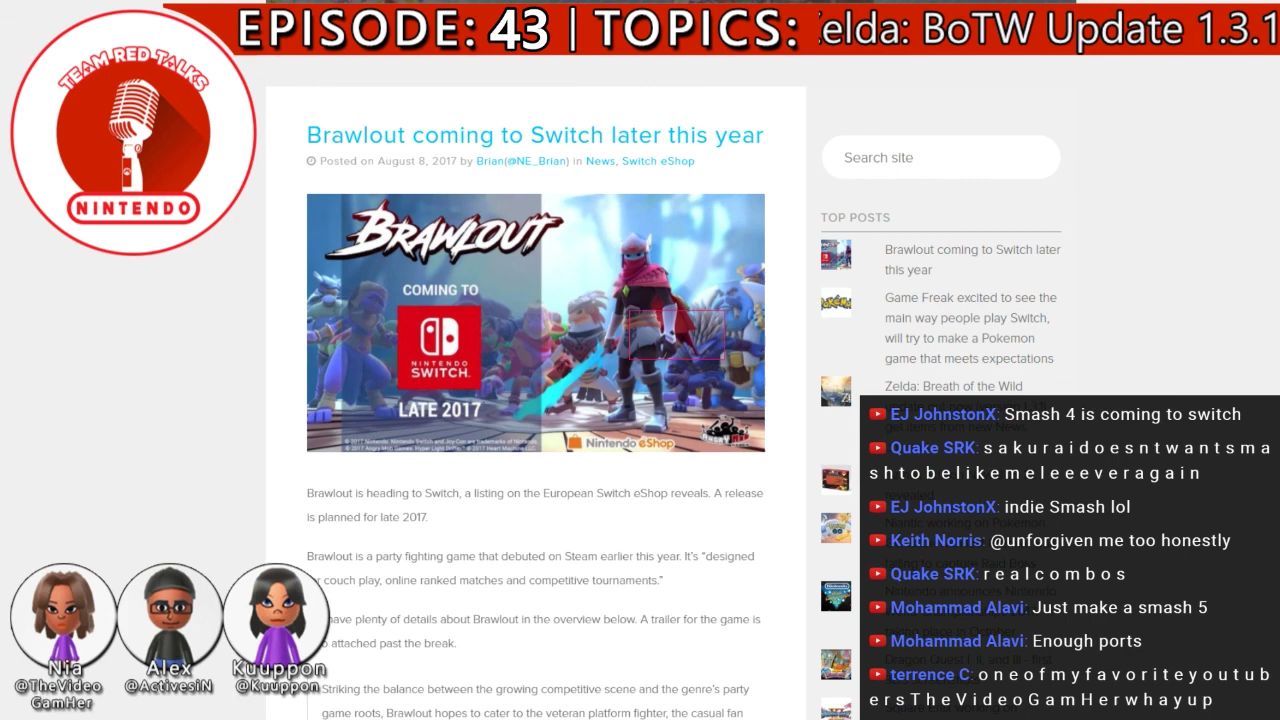 EPISODE: 43 | TOPICS: Zelda: BoTW Update 1.3.1
TEAM RED TALKS
NINTENDO
Brawlout coming to Switch later this year
Posted on August 8, 2017 by Brian(@NE_Brian) in News, Switch eShop
BRAWLOUT
COMING TO
NINTENDO
SWITCH
LATE 2017
Nintendo eShop
Brawlout is heading to Switch, a listing on the European Switch eShop reveals. A release
is planned for late 2017.
Brawlout is a party fighting game that debuted on Steam earlier this year. It's "designed
couch play, online ranked matches and competitive tournaments."
have plenty of details about Brawlout in the overview below. A trailer for the game is
attached past the break.
Striking the balance between the growing competitive scene and the genre's party
game roots, Brawlout hopes to cater to the veteran platform fighter, the casual fan
Search site
TOP POSTS
Brawlout coming to Switch later
this year
Game Freak excited to see the
main way people play Switch,
will try to make a Pokemon
game that meets expectations
Zelda: Breath of the Wild
EJ JohnstonX: Smash 4 is coming to switch
Quake SRK: s a k u r a i d o e s n t w a n t s m a
s h t o b e l i k e m e l e e e v e r a g a i n
EJ JohnstonX: indie Smash lol
Keith Norris: @unforgiven me too honestly
Quake SRK: r e a l c o m b o s
Mohammad Alavi: Just make a smash 5
Mohammad Alavi: Enough ports
terrence C: o n e o f m y f a v o r i t e y o u t u b
e r s T h e V i d e o G a m H e r w h a y u p
Nia
@TheVideo
GamHer
Alex
@ActivesiN
Kuuppon
@Kuuppon